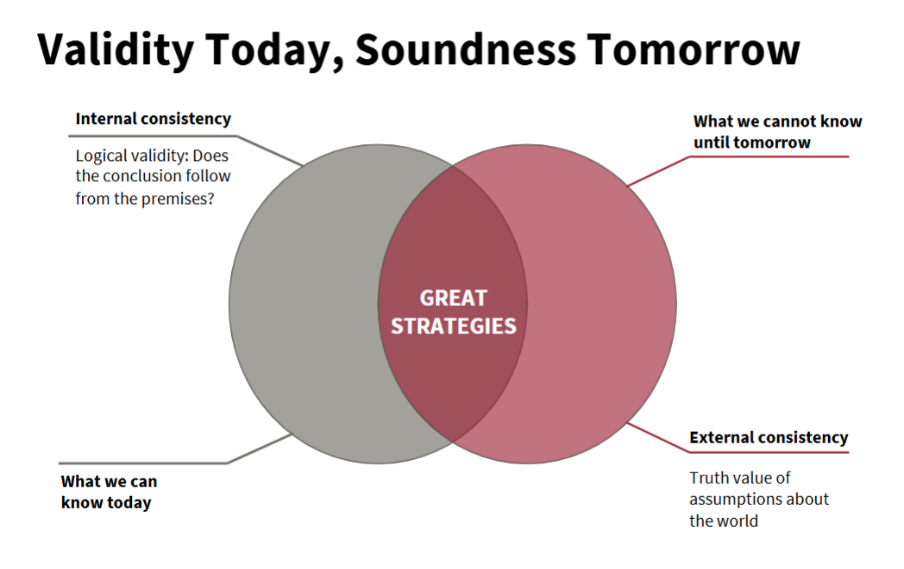 Validity Today, Soundness Tomorrow
Internal consistency
Logical validity: Does
the conclusion follow
from the premises?
What we cannot know
until tomorrow
GREAT
STRATEGIES
What we can
know today
External consistency
Truth value of
assumptions about
the world